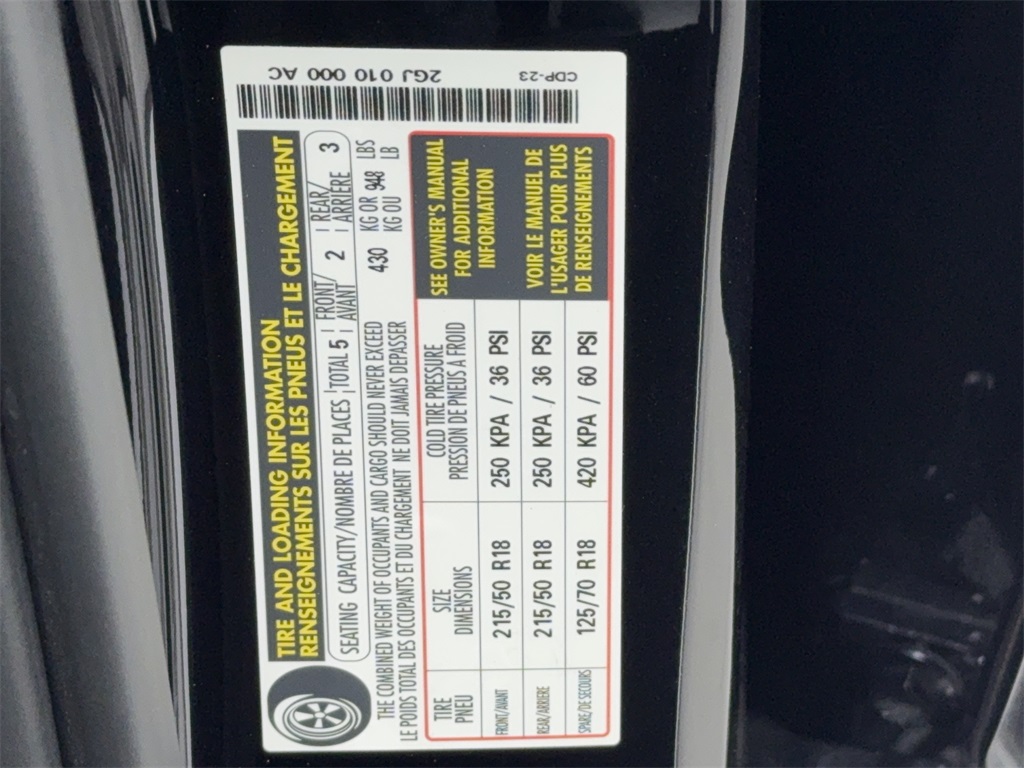 TIRE AND LOADING INFORMATION
RENSEIGNEMENTS SUR LES PNEUS ET LE CHARGEMENT
SEATING CAPACITY/NOMBRE DE PLACES | TOTAL 5 | FRONT/ AVANT 2 | REAR/ ARRIÈRE 3
THE COMBINED WEIGHT OF OCCUPANTS AND CARGO SHOULD NEVER EXCEED 430 KG OR 948 LBS
LE POIDS TOTAL DES OCCUPANTS ET DU CHARGEMENT NE DOIT JAMAIS DEPASSER KG OU LB
TIRE PNEU SIZE DIMENSIONS COLD TIRE PRESSURE PRESSION DE PNEUS A FROID
FRONT/AVANT 215/50 R18 250 KPA / 36 PSI
REAR/ARRIERE 215/50 R18 250 KPA / 36 PSI
SPARE/DE SECOURS 125/70 R18 420 KPA / 60 PSI
SEE OWNER'S MANUAL
FOR ADDITIONAL
INFORMATION
VOIR LE MANUEL DE
L'USAGER POUR PLUS
DE RENSEIGNEMENTS
2GJ 010 000 AC
CDP-23